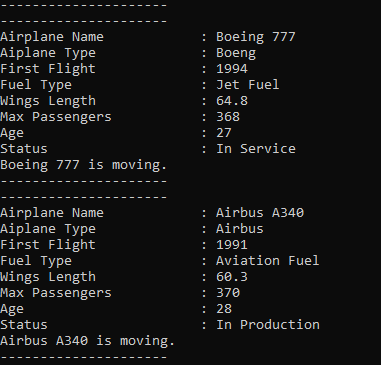 ---------------------
---------------------
Airplane Name            : Boeing 777
Aiplane Type             : Boeng
First Flight             : 1994
Fuel Type                : Jet Fuel
Wings Length             : 64.8
Max Passengers           : 368
Age                      : 27
Status                   : In Service
Boeing 777 is moving.
---------------------
---------------------
Airplane Name            : Airbus A340
Aiplane Type             : Airbus
First Flight             : 1991
Fuel Type                : Aviation Fuel
Wings Length             : 60.3
Max Passengers           : 370
Age                      : 28
Status                   : In Production
Airbus A340 is moving.
---------------------